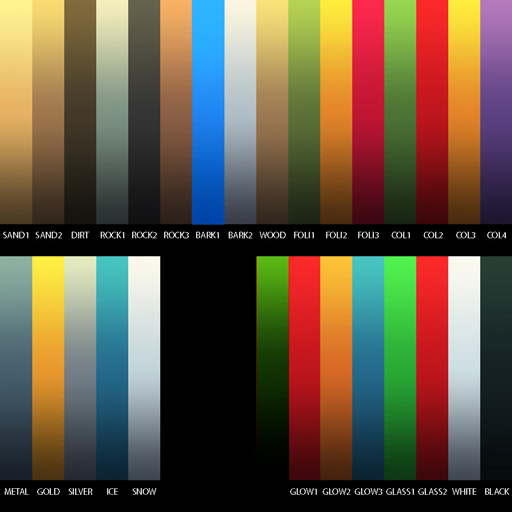 SAND1 SAND2 DIRT ROCK1 ROCK2 ROCK3 BARK1 BARK2 WOOD FOLI1 FOLI2 FOLI3 COL1 COL2 COL3 COL4
METAL GOLD SILVER ICE SNOW GLOW1 GLOW2 GLOW3 GLASS1 GLASS2 WHITE BLACK